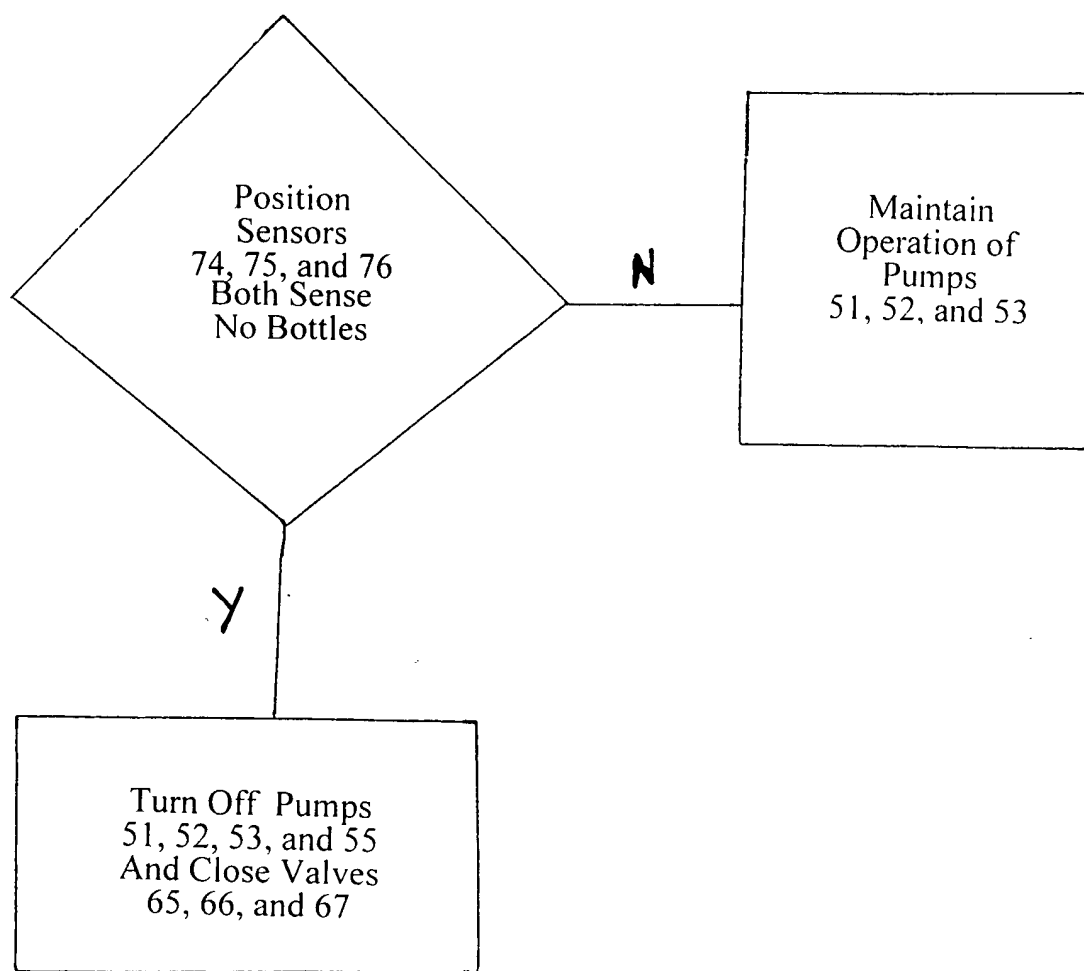 Position
Sensors
74, 75, and 76
Both Sense
No Bottles
N
Maintain
Operation of
Pumps
51, 52, and 53
Y
Turn Off Pumps
51, 52, 53, and 55
And Close Valves
65, 66, and 67